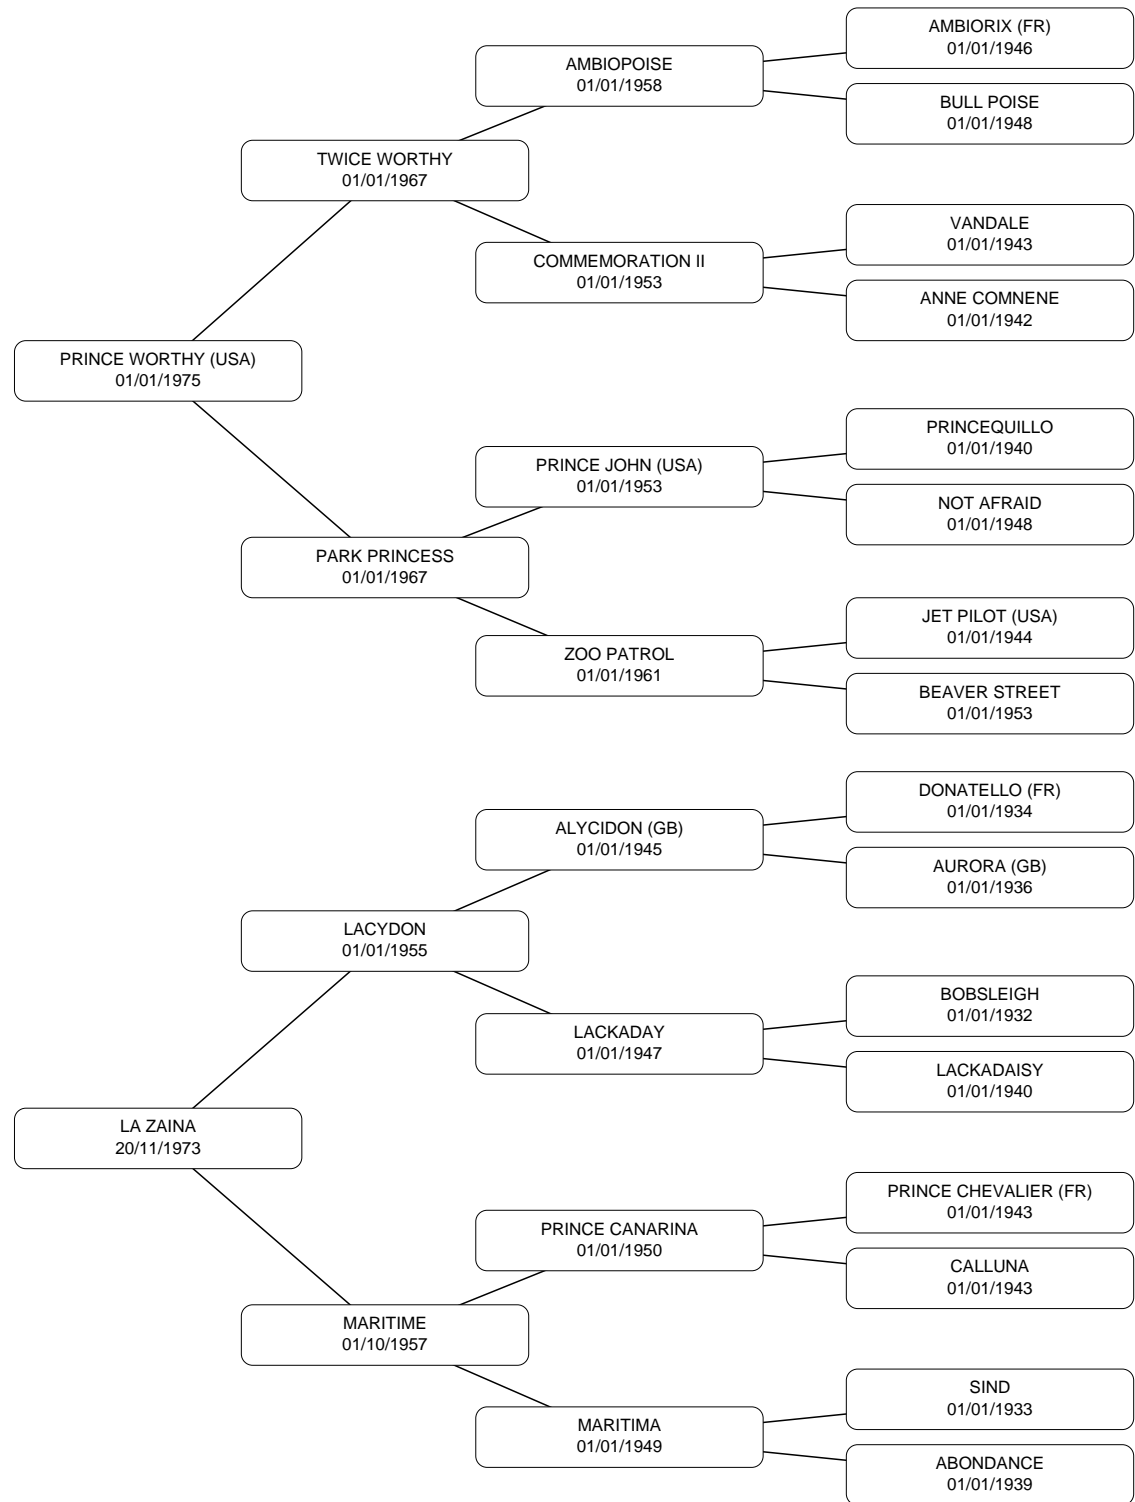 AMBIORIX (FR)
01/01/1946
AMBIOPOISE
01/01/1958
BULL POISE
01/01/1948
TWICE WORTHY
01/01/1967
VANDALE
01/01/1943
COMMEMORATION II
01/01/1953
ANNE COMNENE
01/01/1942
PRINCE WORTHY (USA)
01/01/1975
PRINCEQUILLO
01/01/1940
PRINCE JOHN (USA)
01/01/1953
NOT AFRAID
01/01/1948
PARK PRINCESS
01/01/1967
JET PILOT (USA)
01/01/1944
ZOO PATROL
01/01/1961
BEAVER STREET
01/01/1953
DONATELLO (FR)
01/01/1934
ALYCIDON (GB)
01/01/1945
AURORA (GB)
01/01/1936
LACYDON
01/01/1955
BOBSLEIGH
01/01/1932
LACKADAY
01/01/1947
LACKADAISY
01/01/1940
LA ZAINA
20/11/1973
PRINCE CHEVALIER (FR)
01/01/1943
PRINCE CANARINA
01/01/1950
CALLUNA
01/01/1943
MARITIME
01/10/1957
SIND
01/01/1933
MARITIMA
01/01/1949
ABONDANCE
01/01/1939